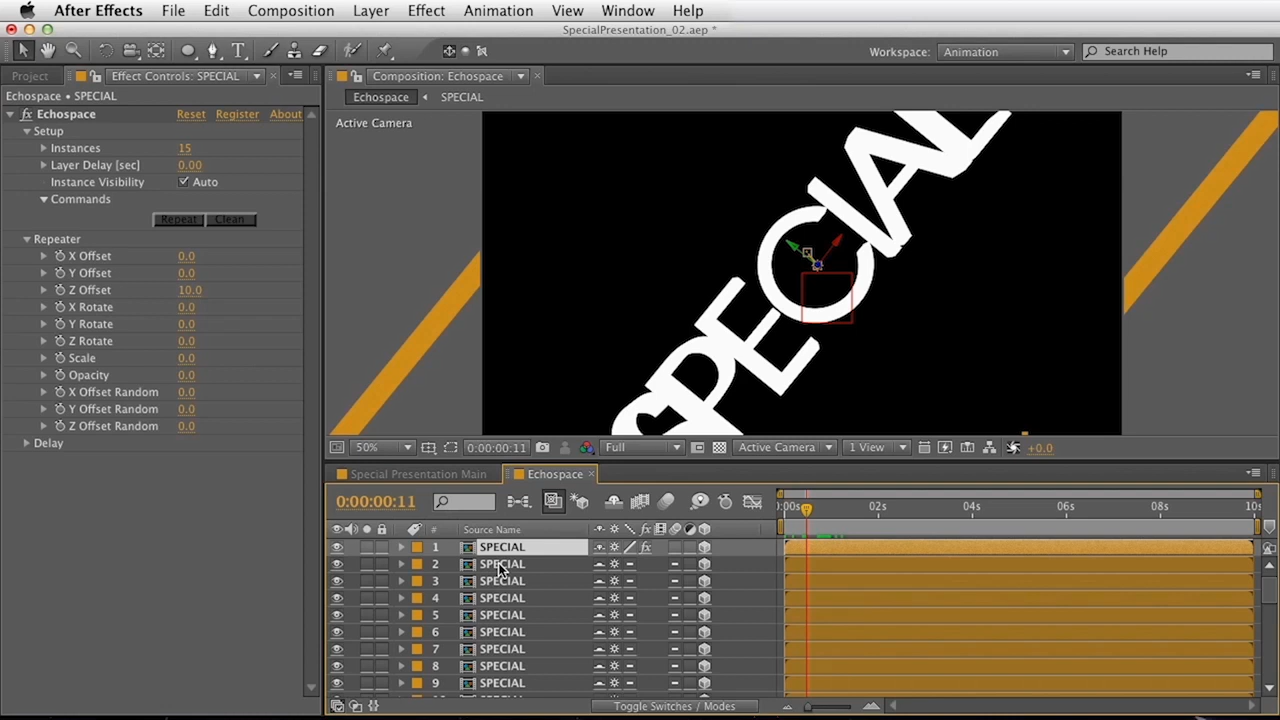 After Effects File Edit Composition Layer Effect Animation View Window Help
SpecialPresentation_02.aep *
Workspace: Animation Search Help
Project Effect Controls: SPECIAL Composition: Echospace
Echospace • SPECIAL Echospace SPECIAL
fx Echospace Reset Register About
Active Camera
Setup
Instances 15
Layer Delay [sec] 0.00
Instance Visibility Auto
Commands
Repeat Clean
Repeater
X Offset 0.0
Y Offset 0.0
Z Offset 10.0
X Rotate 0.0
Y Rotate 0.0
Z Rotate 0.0
Scale 0.0
Opacity 0.0
X Offset Random 0.0
Y Offset Random 0.0
Z Offset Random 0.0
Delay
SPECIAL
50% 0:00:00:11 Full Active Camera 1 View +0.0
Special Presentation Main Echospace
0:00:00:11 :00s 02s 04s 06s 08s 10s
# Source Name fx
1 SPECIAL fx
2 SPECIAL
3 SPECIAL
4 SPECIAL
5 SPECIAL
6 SPECIAL
7 SPECIAL
8 SPECIAL
9 SPECIAL
Toggle Switches / Modes